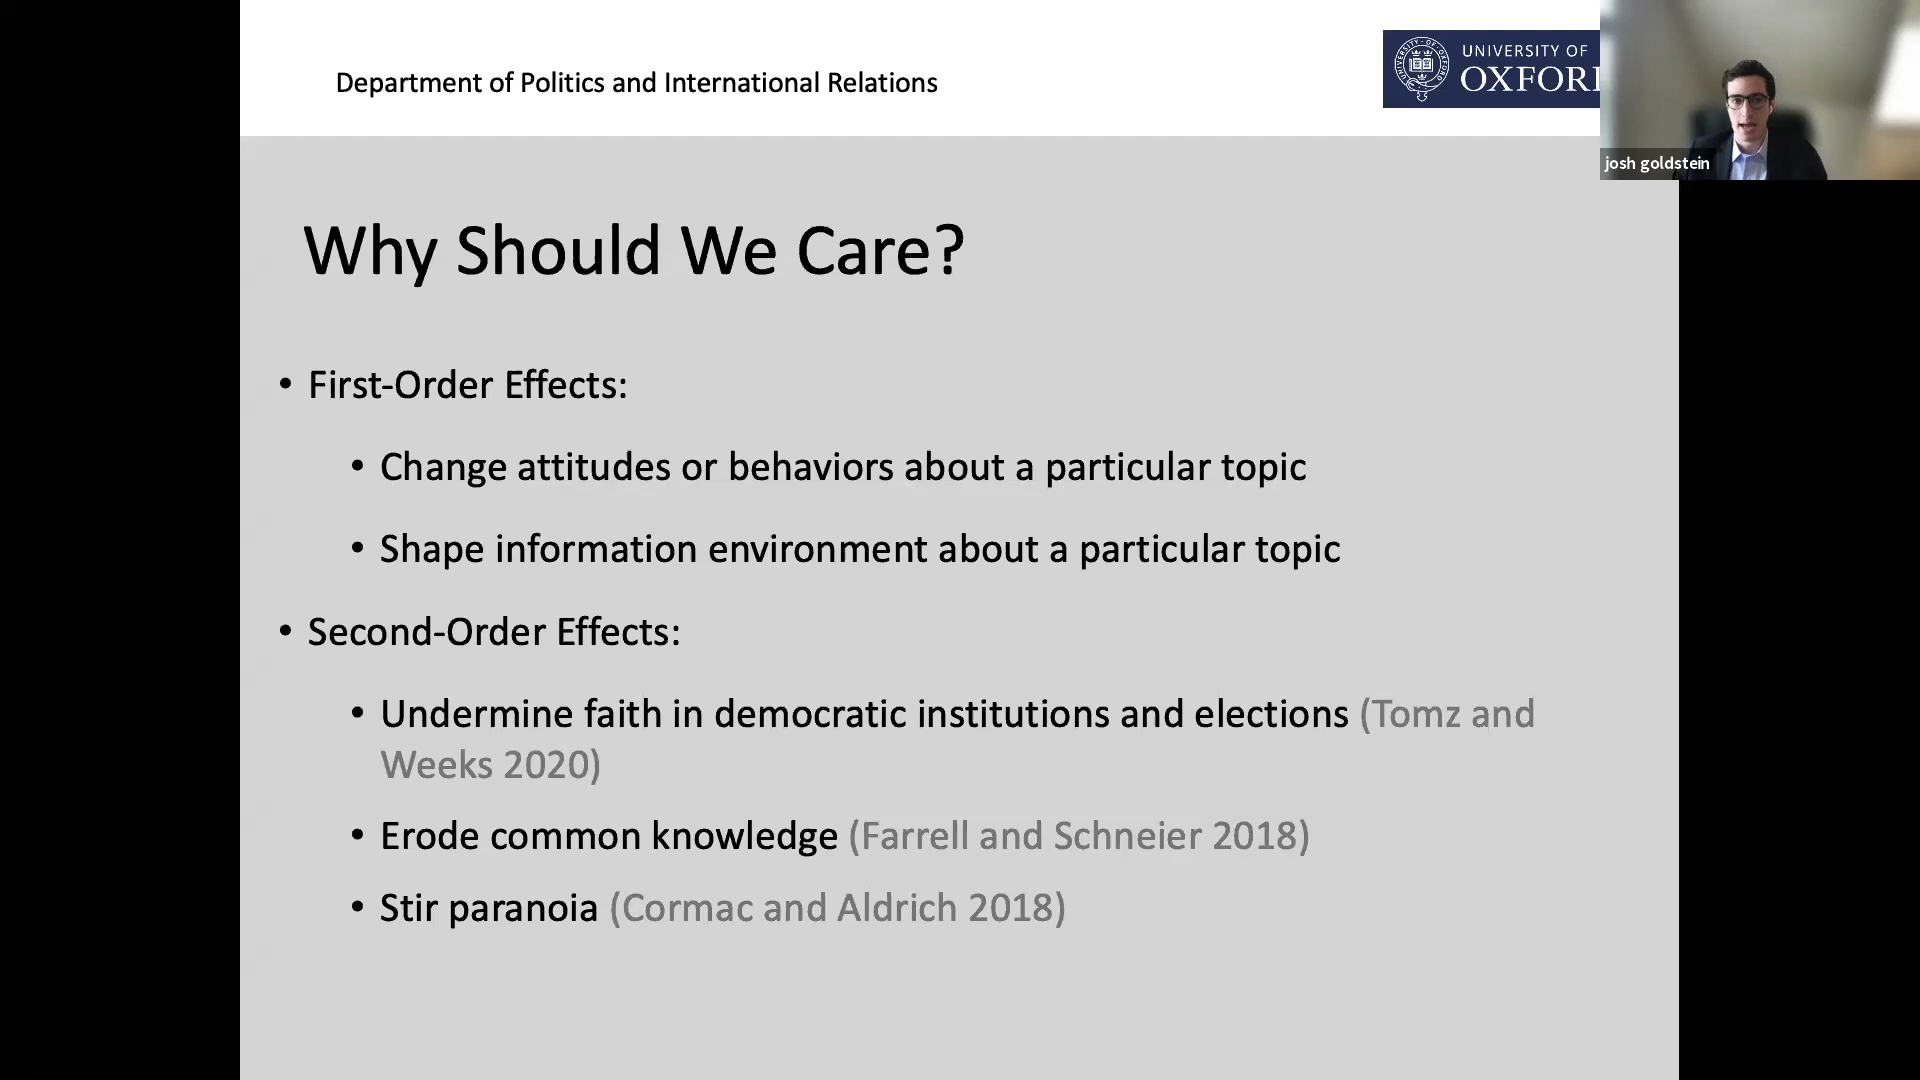 Department of Politics and International Relations
UNIVERSITY OF
OXFOR
josh goldstein
Why Should We Care?
• First-Order Effects:
• Change attitudes or behaviors about a particular topic
• Shape information environment about a particular topic
• Second-Order Effects:
• Undermine faith in democratic institutions and elections (Tomz and
Weeks 2020)
• Erode common knowledge (Farrell and Schneier 2018)
• Stir paranoia (Cormac and Aldrich 2018)